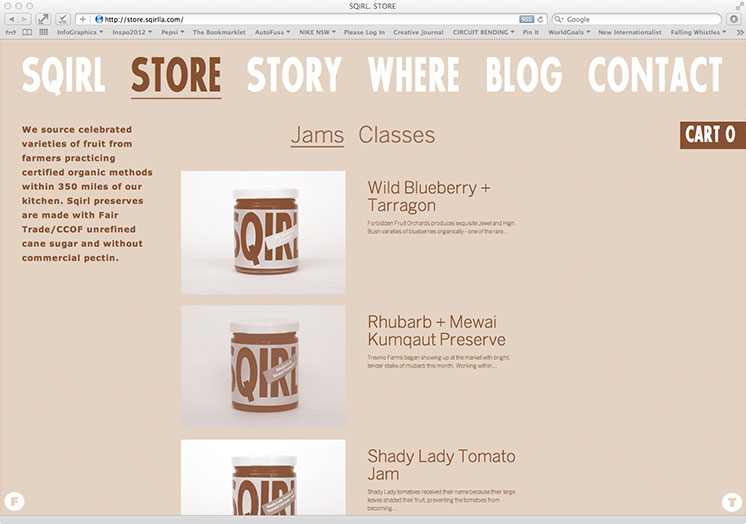 SQIRL. STORE
http://store.sqirlla.com/
RSS
Google
InfoGraphics Inspo2012 Pepsi The Bookmarklet AutoFuss NIKE NSW Please Log In Creative Journal CIRCUIT BENDING Pin It WorldGoals New Internationalist Falling Whistles
SQIRL STORE STORY WHERE BLOG CONTACT
Jams Classes
CART 0
We source celebrated
varieties of fruit from
farmers practicing
certified organic methods
within 350 miles of our
kitchen. Sqirl preserves
are made with Fair
Trade/CCOF unrefined
cane sugar and without
commercial pectin.
SQIRL
Wild Blueberry +
Tarragon
Forbidden Fruit Orchards produces exquisite Jewel and High
Bush varieties of blueberries organically - one of the rare...
SQIRL
Rhubarb + Mewai
Kumqaut Preserve
Trevino Farms began showing up at the market with bright,
tender stalks of rhubarb this month. Working within...
SQIRL
Shady Lady Tomato
Jam
Shady Lady tomatoes received their name because their large
leaves shaded their fruit, preventing the tomatoes from
becoming...
F
T